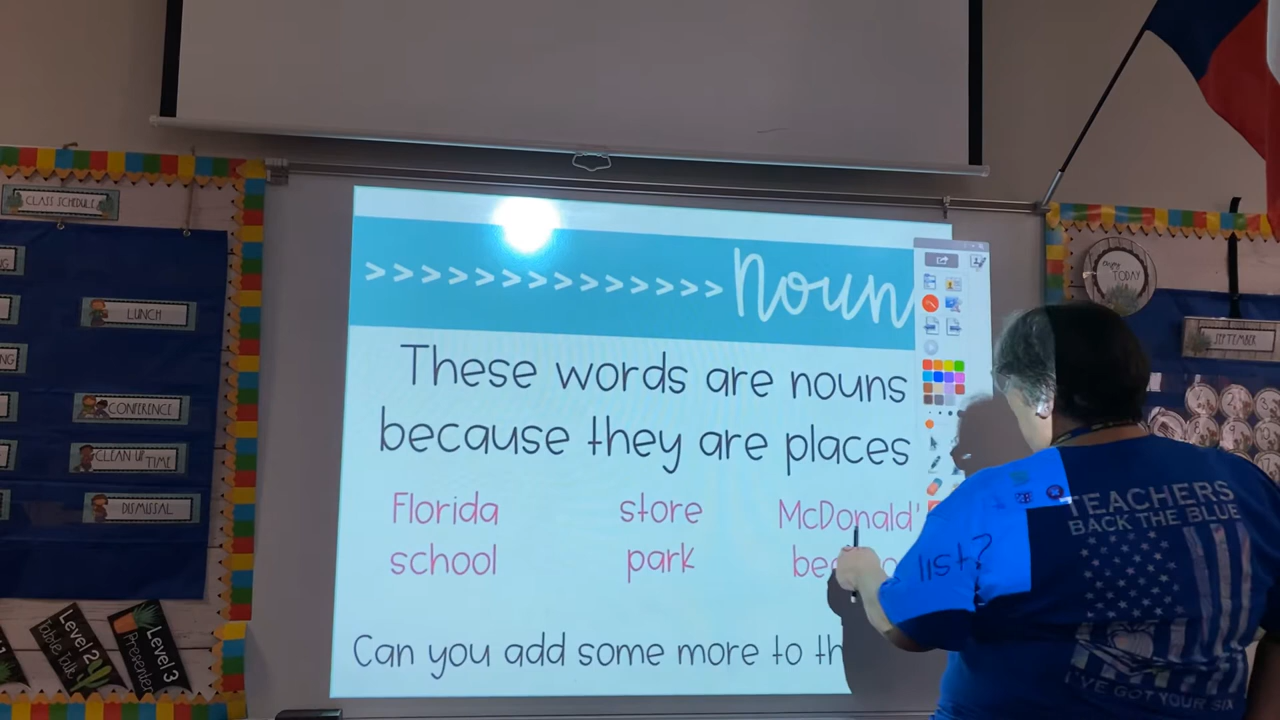 CLASS SCHEDULE
LUNCH
CONFERENCE
CLEAN UP TIME
DISMISSAL
Level 2
Table Talk
Level 3
Presenter
>>>>>>>>>>>>> noun
These words are nouns
because they are places
Florida store McDonald'
school park
Can you add some more to th
list?
TEACHERS
BACK THE BLUE
I'VE GOT YOUR SIX
TODAY
SEPTEMBER